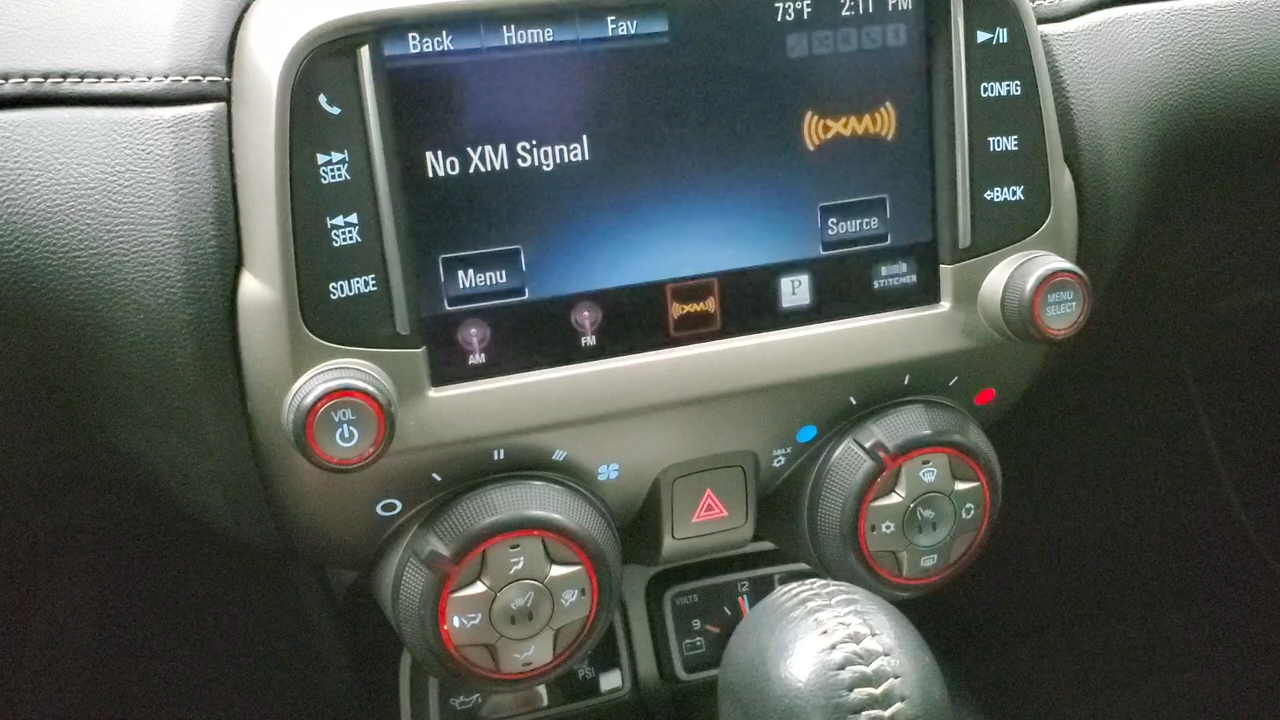 Back Home Fav 73°F 2:11 PM
No XM Signal
((XM))
Menu
Source
AM
FM
((XM))
P
STITCHER
SEEK
SEEK
SOURCE
CONFIG
TONE
BACK
VOL
MENU
SELECT
MAX
VOLTS
9
12
PSI